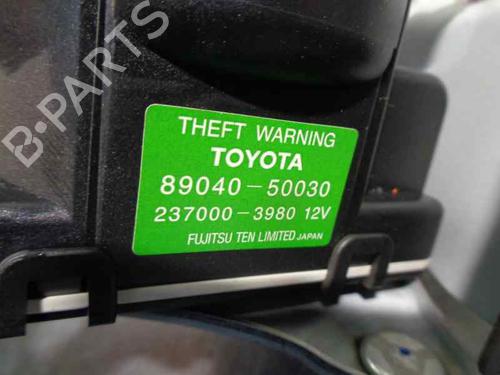 B-PARTS
THEFT WARNING
TOYOTA
89040-50030
237000-3980 12V
FUJITSU TEN LIMITED JAPAN